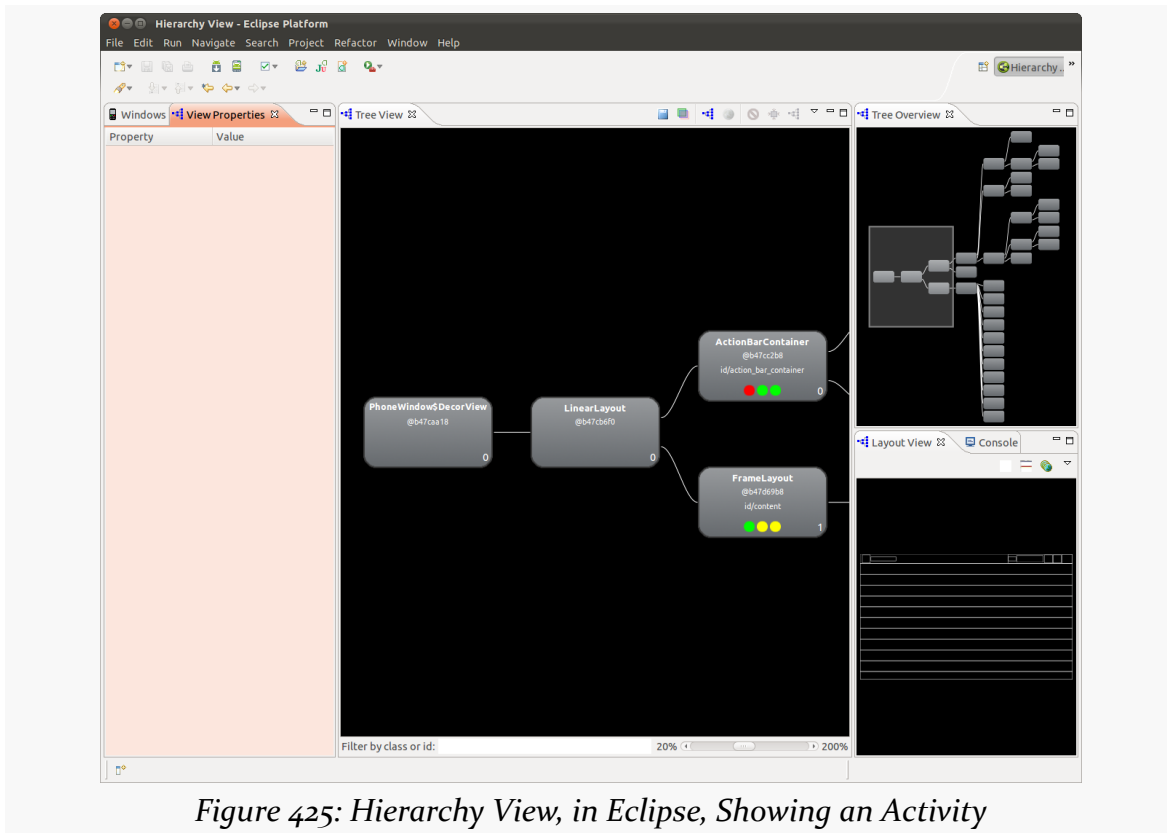 Hierarchy View - Eclipse Platform
File Edit Run Navigate Search Project Refactor Window Help
Hierarchy .. »
Windows View Properties
Property Value
Tree View
PhoneWindow$DecorView
@b47caa18
0
LinearLayout
@b47cb6f0
0
ActionBarContainer
@b47cc2b8
id/action_bar_container
0
FrameLayout
@b47d69b8
id/content
1
Filter by class or id:
20% 200%
Tree Overview
Layout View Console
Figure 425: Hierarchy View, in Eclipse, Showing an Activity